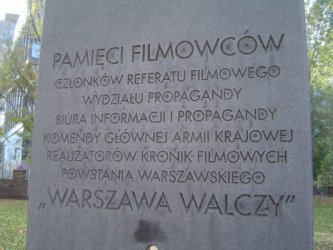 PAMIĘCI FILMOWCÓW
CZŁONKÓW REFERATU FILMOWEGO
WYDZIAŁU PROPAGANDY
BIURA INFORMACJI I PROPAGANDY
KOMENDY GŁÓWNEJ ARMII KRAJOWEJ
REALIZATORÓW KRONIK FILMOWYCH
POWSTANIA WARSZAWSKIEGO
„WARSZAWA WALCZY”